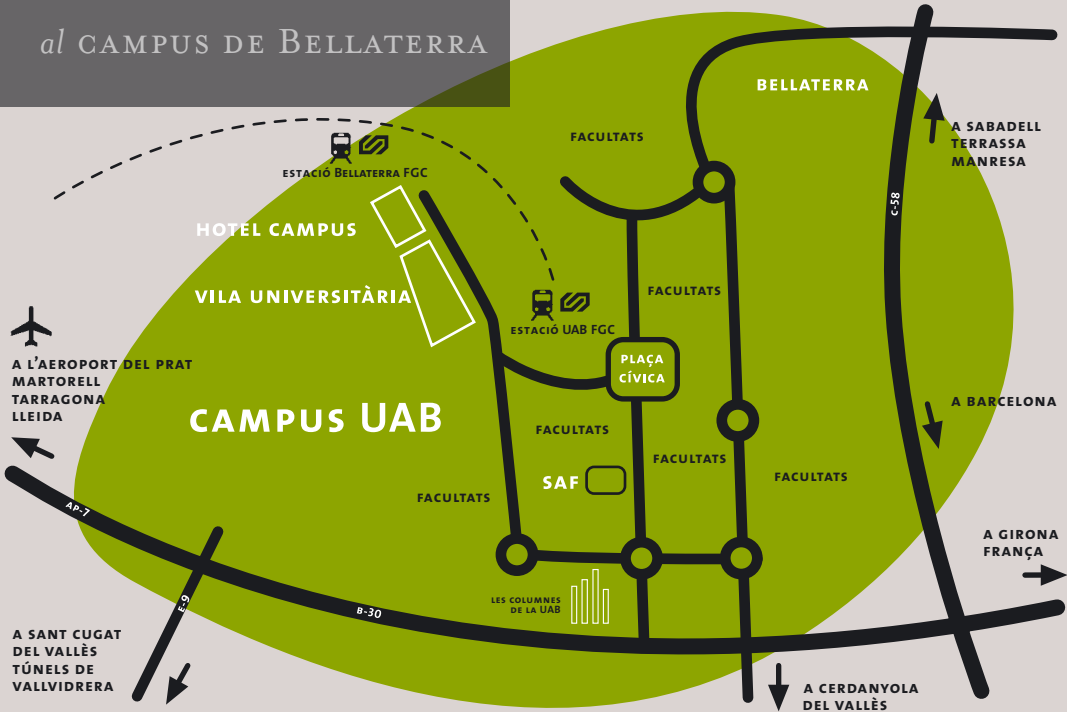 al CAMPUS DE BELLATERRA
BELLATERRA
FACULTATS
A SABADELL
TERRASSA
MANRESA
ESTACIÓ BELLATERRA FGC
C-58
HOTEL CAMPUS
VILA UNIVERSITÀRIA
FACULTATS
ESTACIÓ UAB FGC
PLAÇA
CÍVICA
A L'AEROPORT DEL PRAT
MARTORELL
TARRAGONA
LLEIDA
A BARCELONA
CAMPUS UAB
FACULTATS
FACULTATS
SAF
FACULTATS
FACULTATS
AP-7
A GIRONA
FRANÇA
LES COLUMNES
DE LA UAB
E-9
B-30
A SANT CUGAT
DEL VALLÈS
TÚNELS DE
VALLVIDRERA
A CERDANYOLA
DEL VALLÈS